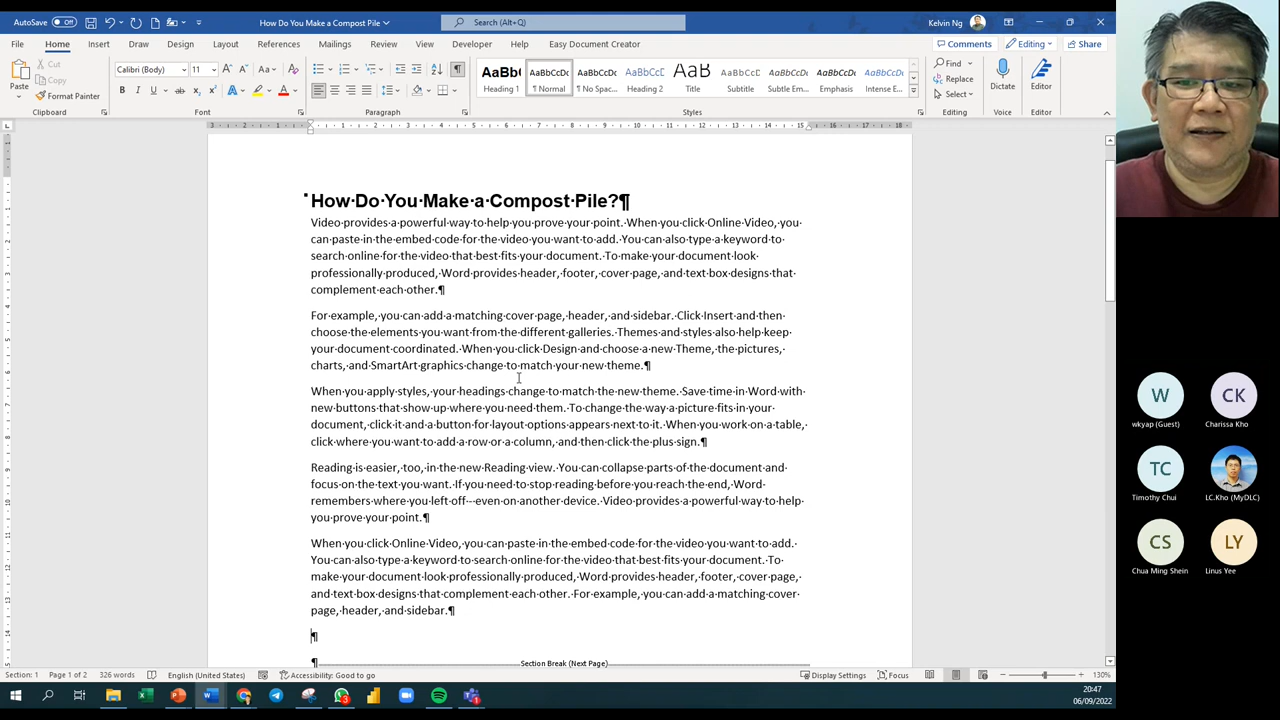 AutoSave Off
How Do You Make a Compost Pile
Search (Alt+Q)
Kelvin Ng
File Home Insert Draw Design Layout References Mailings Review View Developer Help Easy Document Creator
Comments Editing Share
Paste
Cut
Copy
Format Painter
Calibri (Body) 11
AaBb( Heading 1
AaBbCcDc ¶ Normal
AaBbCcDc ¶ No Spac...
AaBbCcD Heading 2
AaB Title
AaBbCcD Subtitle
AaBbCcDc Subtle Em...
AaBbCcDc Emphasis
AaBbCcDc Intense E...
Find
Replace
Select
Dictate
Editor
Clipboard Font Paragraph Styles Editing Voice Editor
How·Do·You·Make·a·Compost·Pile?¶
Video·provides·a·powerful·way·to·help·you·prove·your·point.·When·you·click·Online·Video,·you·
can·paste·in·the·embed·code·for·the·video·you·want·to·add.·You·can·also·type·a·keyword·to·
search·online·for·the·video·that·best·fits·your·document.·To·make·your·document·look·
professionally·produced,·Word·provides·header,·footer,·cover·page,·and·text·box·designs·that·
complement·each·other.¶
For·example,·you·can·add·a·matching·cover·page,·header,·and·sidebar.·Click·Insert·and·then·
choose·the·elements·you·want·from·the·different·galleries.·Themes·and·styles·also·help·keep·
your·document·coordinated.·When·you·click·Design·and·choose·a·new·Theme,·the·pictures,·
charts,·and·SmartArt·graphics·change·to·match·your·new·theme.¶
When·you·apply·styles,·your·headings·change·to·match·the·new·theme.·Save·time·in·Word·with·
new·buttons·that·show·up·where·you·need·them.·To·change·the·way·a·picture·fits·in·your·
document,·click·it·and·a·button·for·layout·options·appears·next·to·it.·When·you·work·on·a·table,·
click·where·you·want·to·add·a·row·or·a·column,·and·then·click·the·plus·sign.¶
Reading·is·easier,·too,·in·the·new·Reading·view.·You·can·collapse·parts·of·the·document·and·
focus·on·the·text·you·want.·If·you·need·to·stop·reading·before·you·reach·the·end,·Word·
remembers·where·you·left·off·--·even·on·another·device.·Video·provides·a·powerful·way·to·help·
you·prove·your·point.¶
When·you·click·Online·Video,·you·can·paste·in·the·embed·code·for·the·video·you·want·to·add.·
You·can·also·type·a·keyword·to·search·online·for·the·video·that·best·fits·your·document.·To·
make·your·document·look·professionally·produced,·Word·provides·header,·footer,·cover·page,·
and·text·box·designs·that·complement·each·other.·For·example,·you·can·add·a·matching·cover·
page,·header,·and·sidebar.¶
¶
¶ Section Break (Next Page)
W CK
wkyap (Guest) Charissa Kho
TC
Timothy Chui LC.Kho (MyDLC)
CS LY
Chua Ming Shein Linus Yee
Section: 1 Page 1 of 2 326 words English (United States) Accessibility: Good to go Display Settings Focus 130%
20:47
06/09/2022